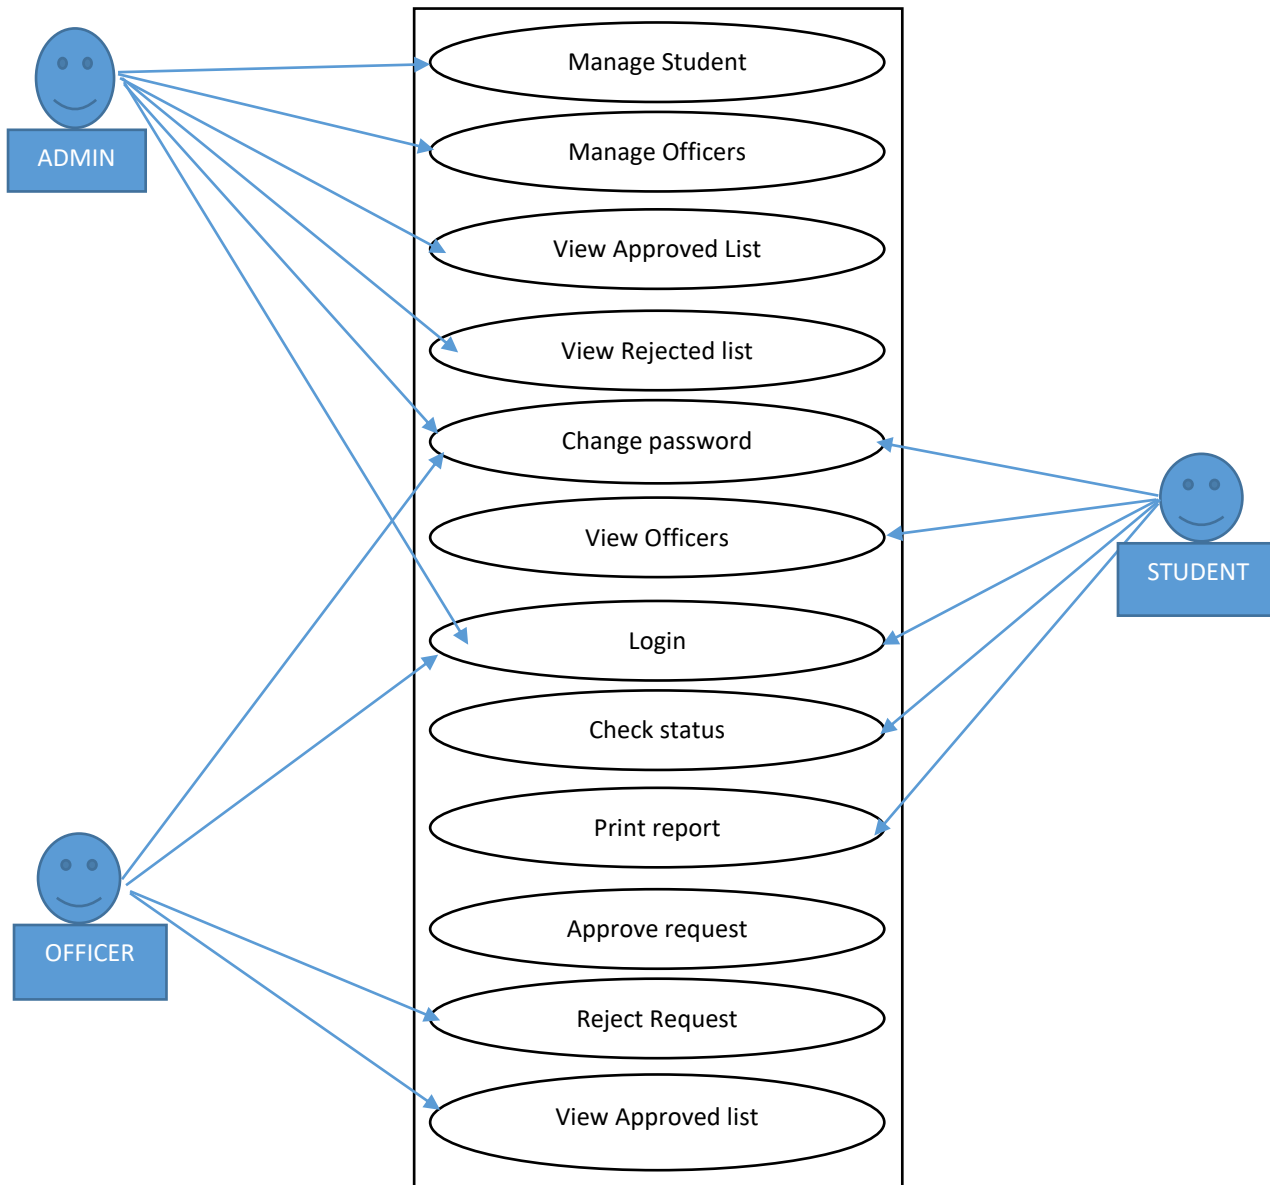 ADMIN
Manage Student
Manage Officers
View Approved List
View Rejected list
Change password
View Officers
STUDENT
Login
Check status
Print report
OFFICER
Approve request
Reject Request
View Approved list